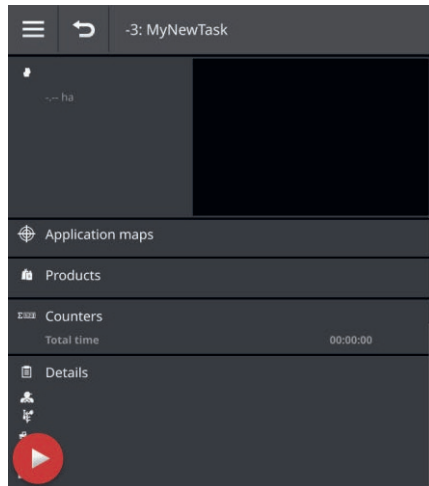 -3: MyNewTask
-.-- ha
Application maps
Products
Counters
Total time 00:00:00
Details